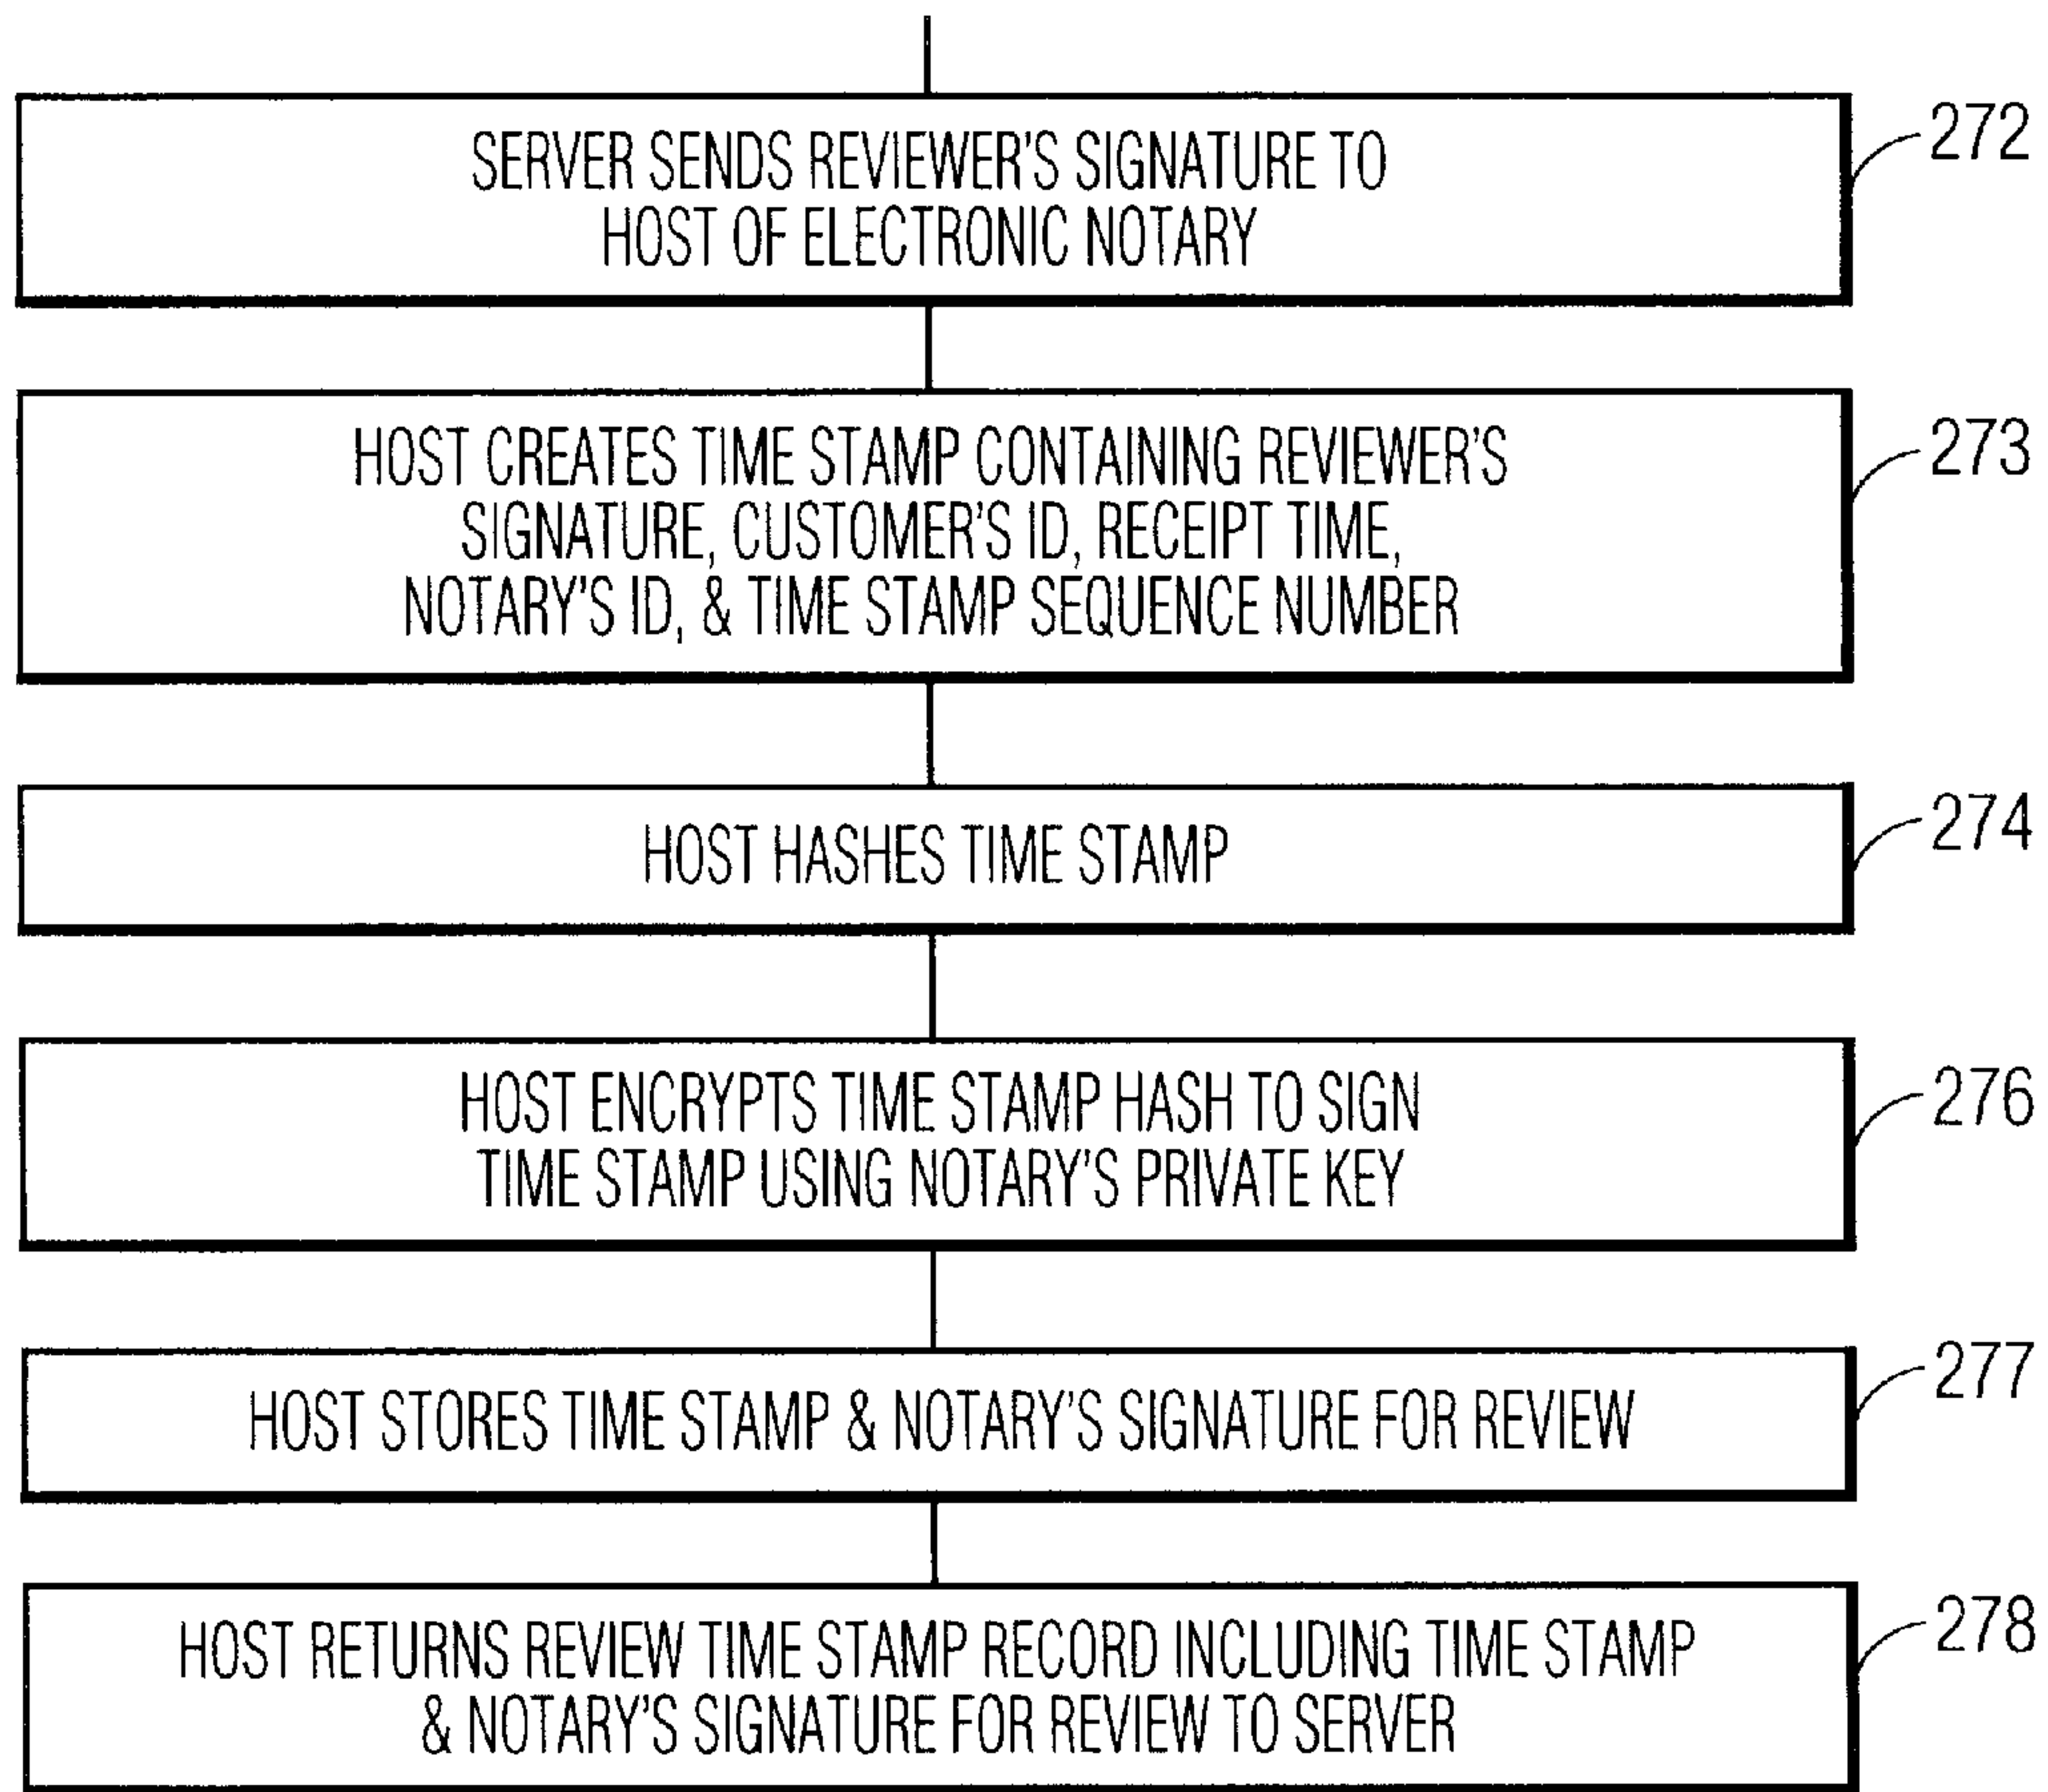 SERVER SENDS REVIEWER'S SIGNATURE TO
HOST OF ELECTRONIC NOTARY
272
HOST CREATES TIME STAMP CONTAINING REVIEWER'S
SIGNATURE, CUSTOMER'S ID, RECEIPT TIME,
NOTARY'S ID, & TIME STAMP SEQUENCE NUMBER
273
HOST HASHES TIME STAMP
274
HOST ENCRYPTS TIME STAMP HASH TO SIGN
TIME STAMP USING NOTARY'S PRIVATE KEY
276
HOST STORES TIME STAMP & NOTARY'S SIGNATURE FOR REVIEW
277
HOST RETURNS REVIEW TIME STAMP RECORD INCLUDING TIME STAMP
& NOTARY'S SIGNATURE FOR REVIEW TO SERVER
278